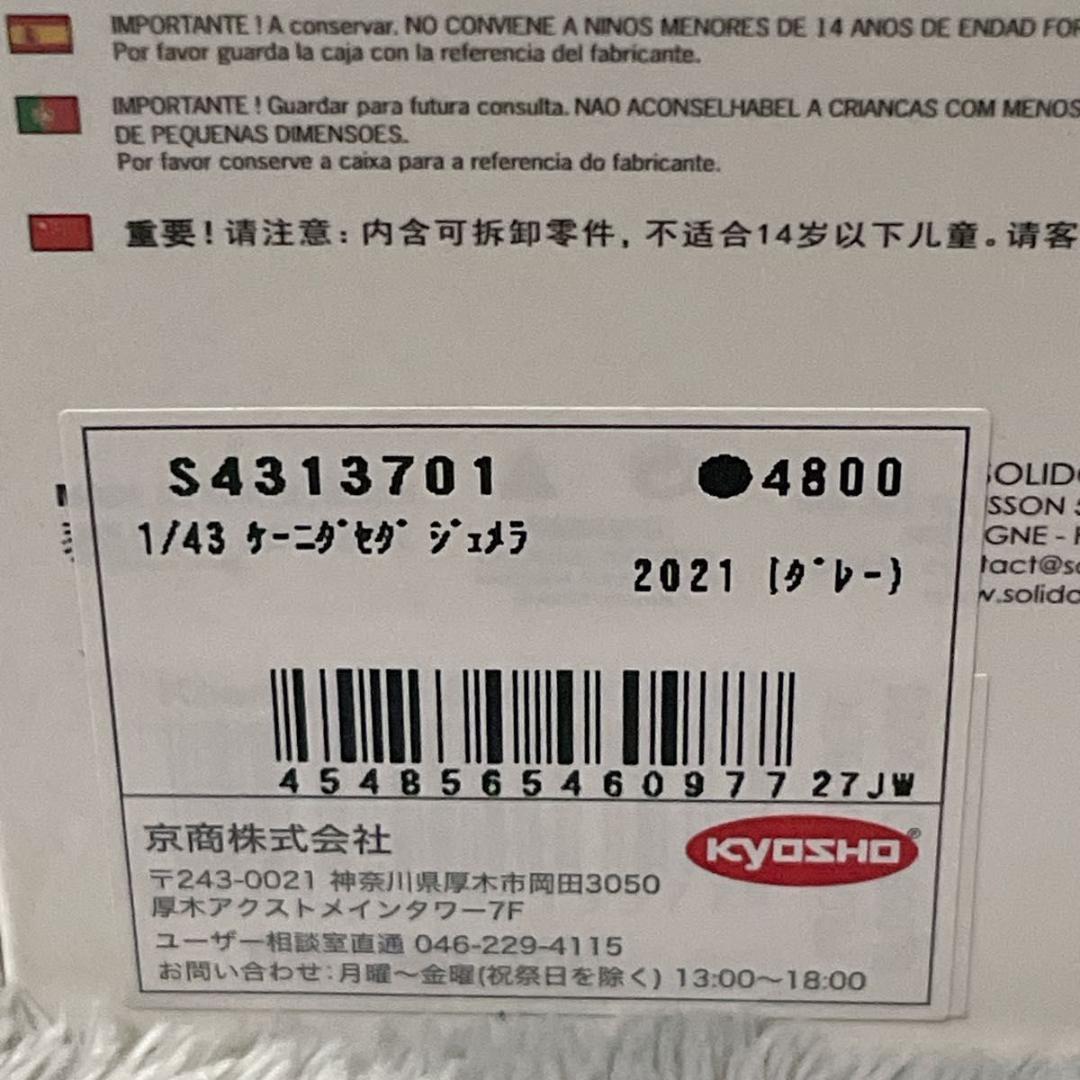 IMPORTANTE ! A conservar. NO CONVIENE A NINOS MENORES DE 14 ANOS DE ENDAD FOR
Por favor guarda la caja con la referencia del fabricante.
IMPORTANTE ! Guardar para futura consulta. NAO ACONSELHABEL A CRIANCAS COM MENOS
DE PEQUENAS DIMENSOES.
Por favor conserve a caixa para a referencia do fabricante.
重要！请注意：内含可拆卸零件，不适合14岁以下儿童。请客
S4313701 ●4800
1/43 ｹｰﾆｸﾞｾｸﾞ ｼﾞｪﾒﾗ
2021 (ｸﾞﾚｰ)
4548565460977 27JW
京商株式会社
KYOSHO®
〒243-0021 神奈川県厚木市岡田3050
厚木アクストメインタワー7F
ユーザー相談室直通 046-229-4115
お問い合わせ：月曜～金曜(祝祭日を除く) 13:00～18:00
SOLIDO
SSON
GNE -
tact@so
w.solido